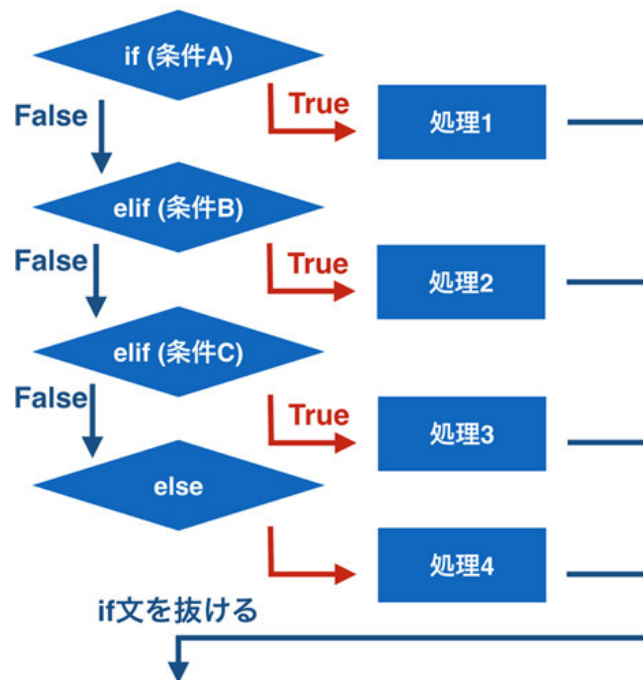 if (条件A)
True
False
処理1
elif (条件B)
True
False
処理2
elif (条件C)
True
False
処理3
else
処理4
if文を抜ける